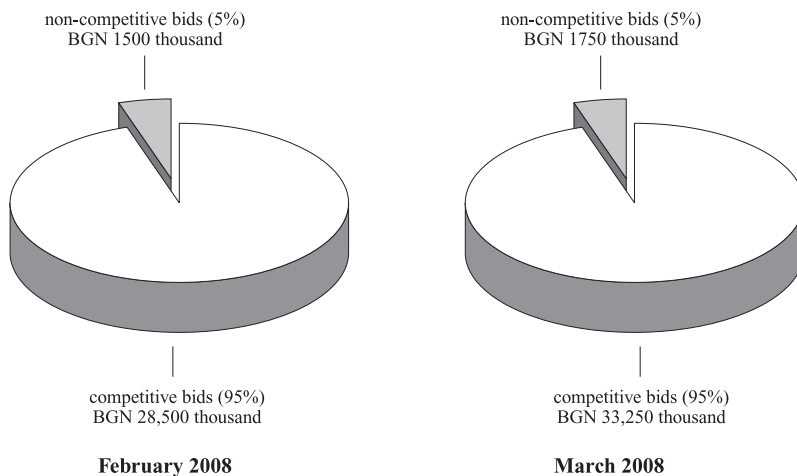 non-competitive bids (5%)
BGN 1500 thousand
competitive bids (95%)
BGN 28,500 thousand
February 2008
non-competitive bids (5%)
BGN 1750 thousand
competitive bids (95%)
BGN 33,250 thousand
March 2008